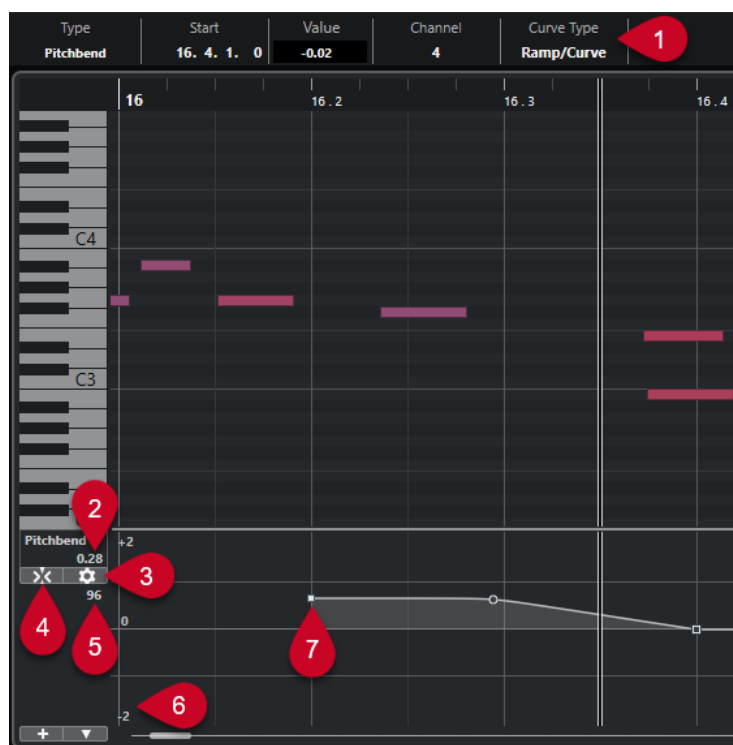 Type Start Value Channel Curve Type
Pitchbend 16. 4. 1. 0 -0.02 4 Ramp/Curve
1
16 16.2 16.3 16.4
C4
C3
2
Pitchbend +2
0.28
3
96
4
5
0
7
6
-2